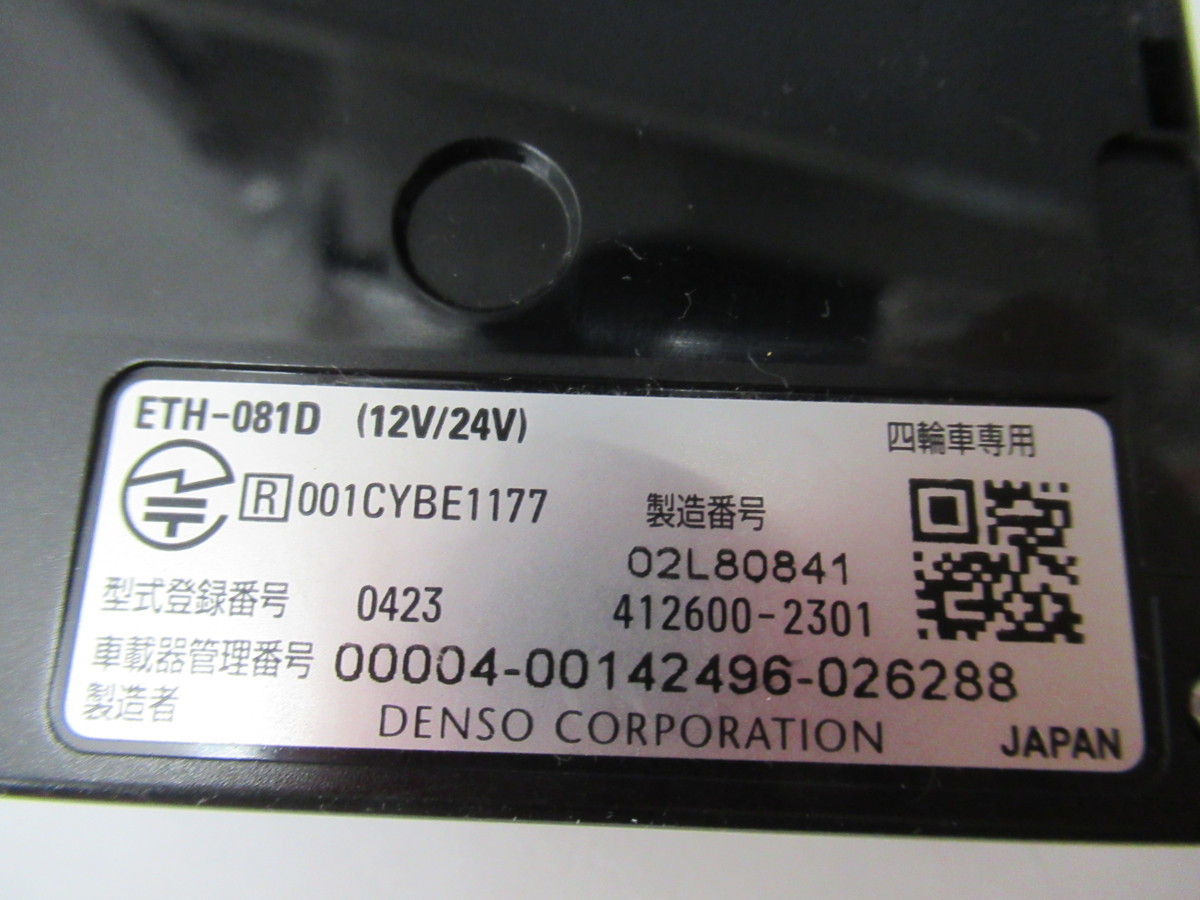 ETH-081D (12V/24V) 四輪車専用
R 001CYBE1177 製造番号
02L80841
型式登録番号 0423 412600-2301
車載器管理番号 00004-00142496-026288
製造者 DENSO CORPORATION JAPAN